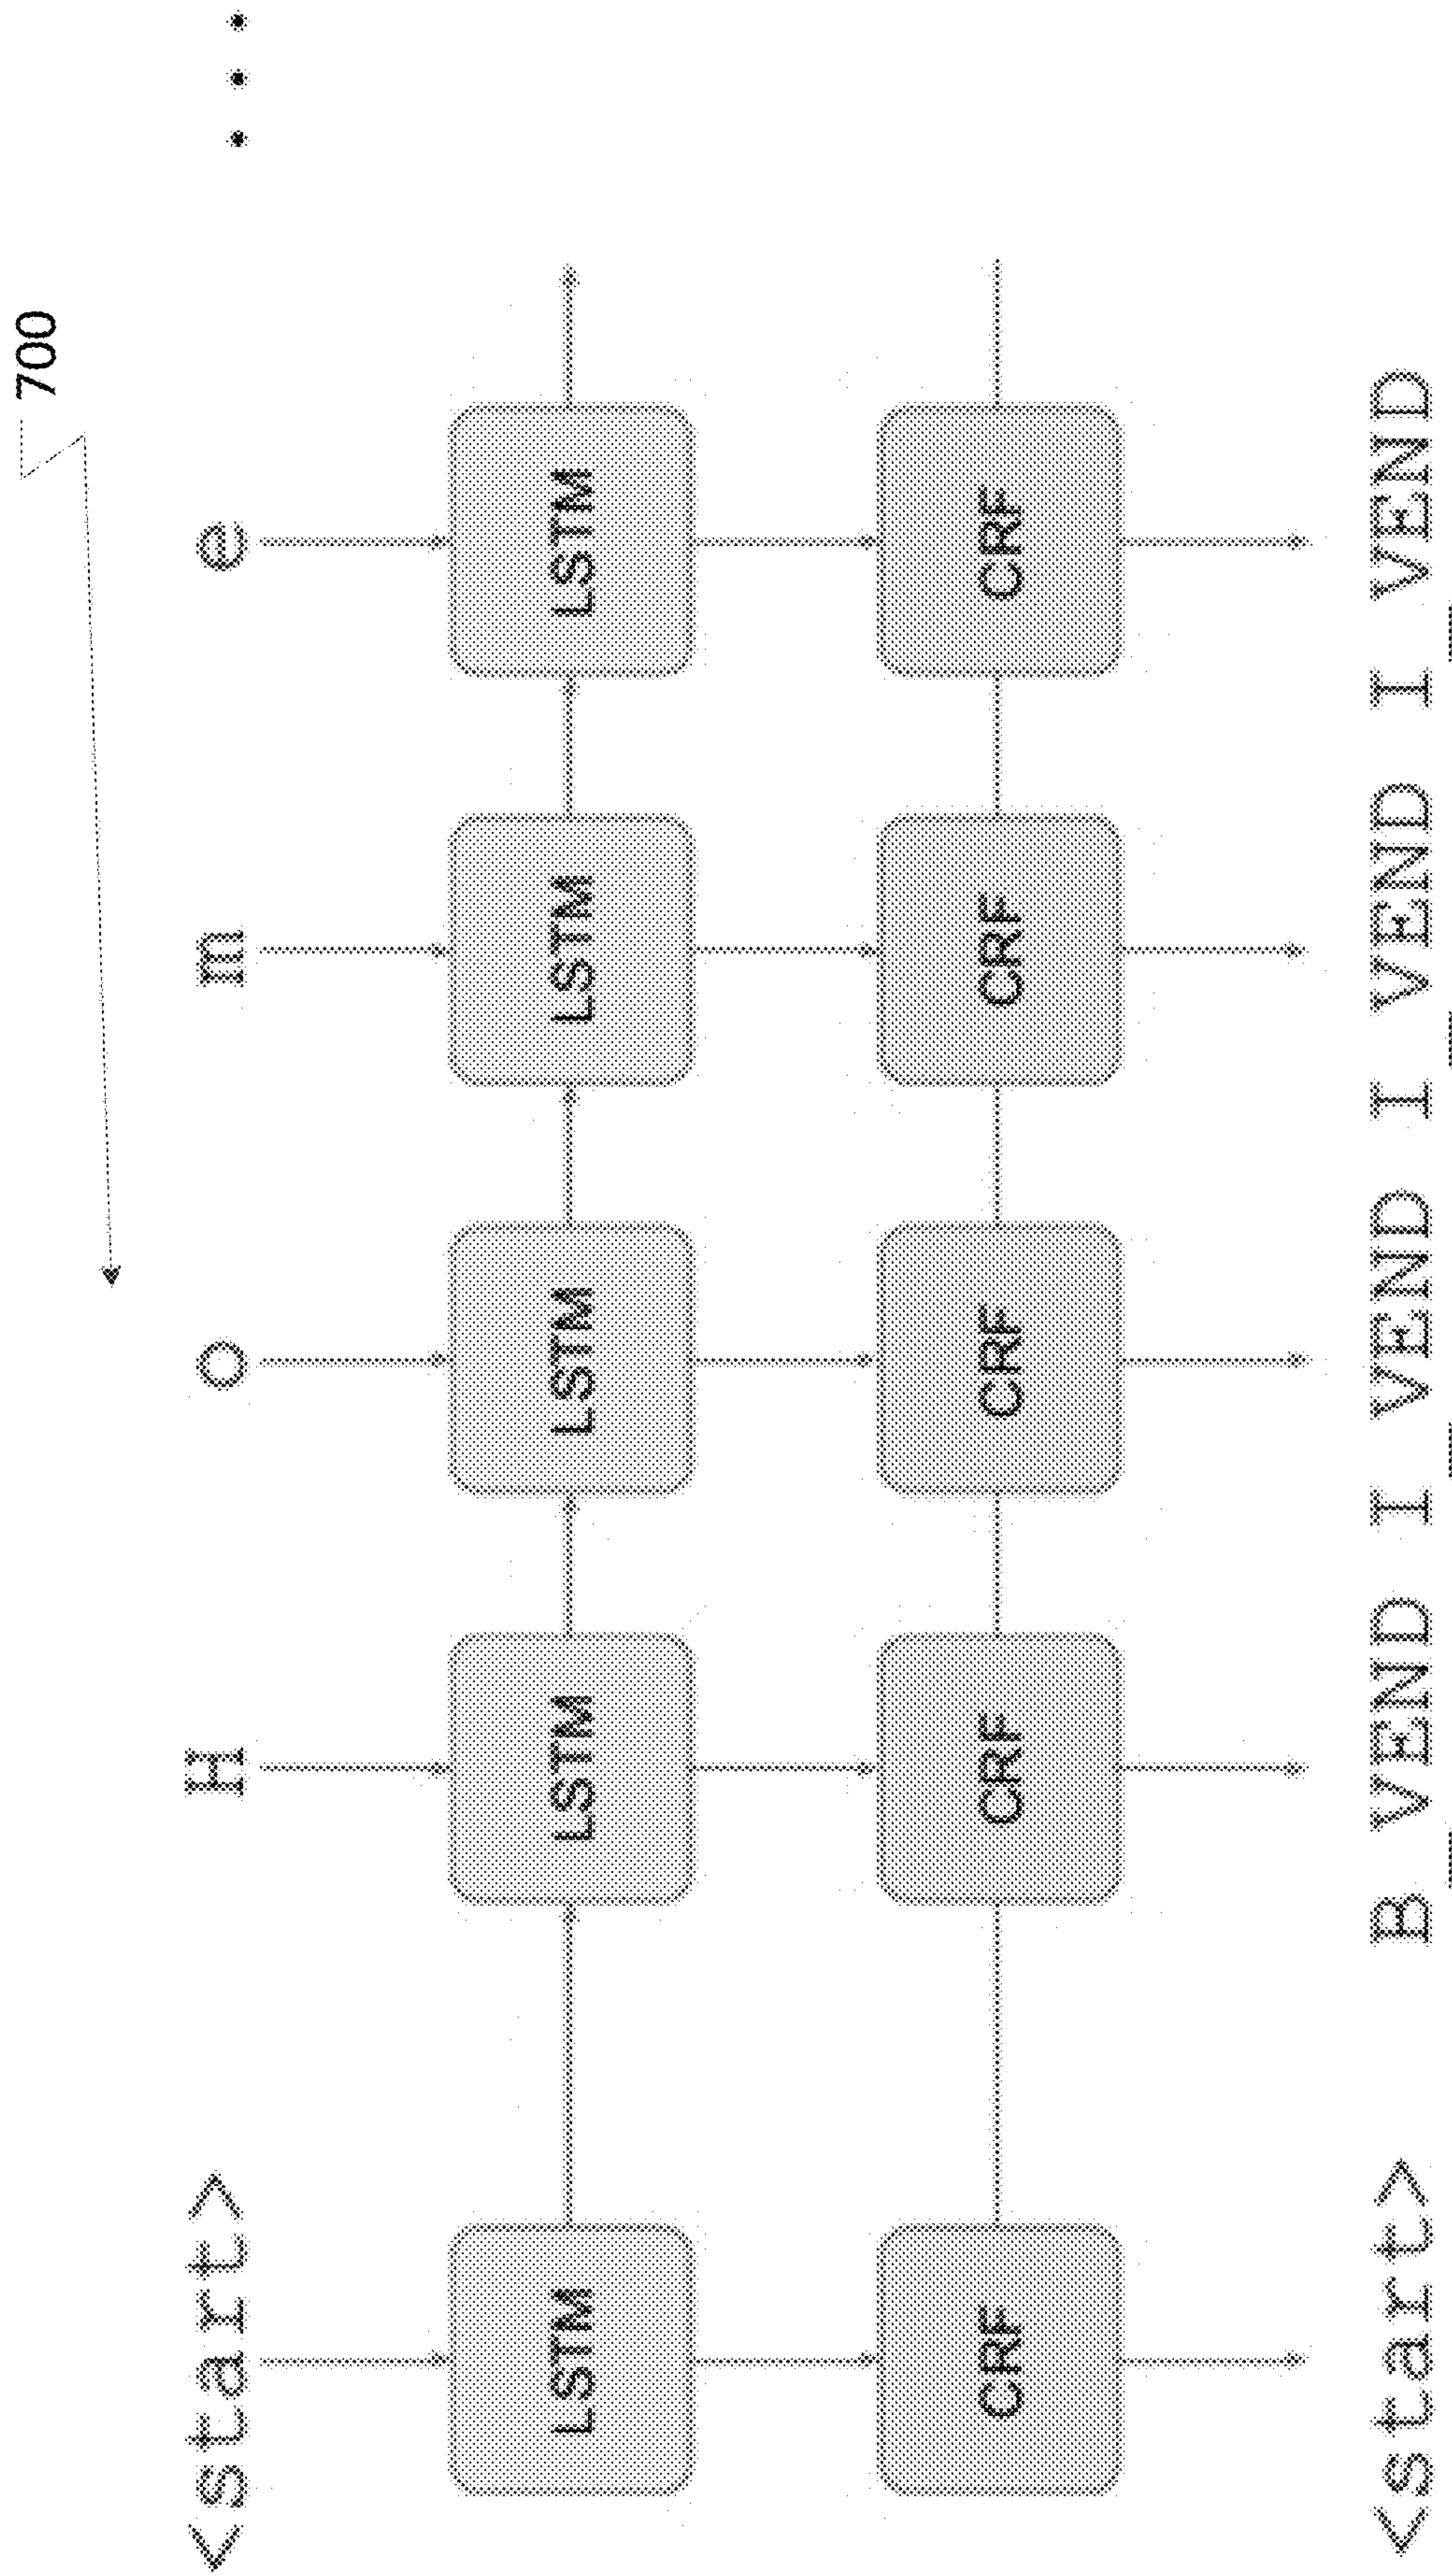 700
<start> H o m e • • •
LSTM LSTM LSTM LSTM LSTM
CRF CRF CRF CRF CRF
<start> B_VEND I_VEND I_VEND I_VEND